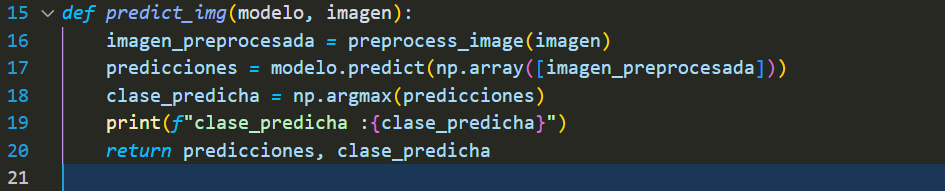 15 def predict_img(modelo, imagen):
16 imagen_preprocesada = preprocess_image(imagen)
17 predicciones = modelo.predict(np.array([imagen_preprocesada]))
18 clase_predicha = np.argmax(predicciones)
19 print(f"clase_predicha :{clase_predicha}")
20 return predicciones, clase_predicha
21